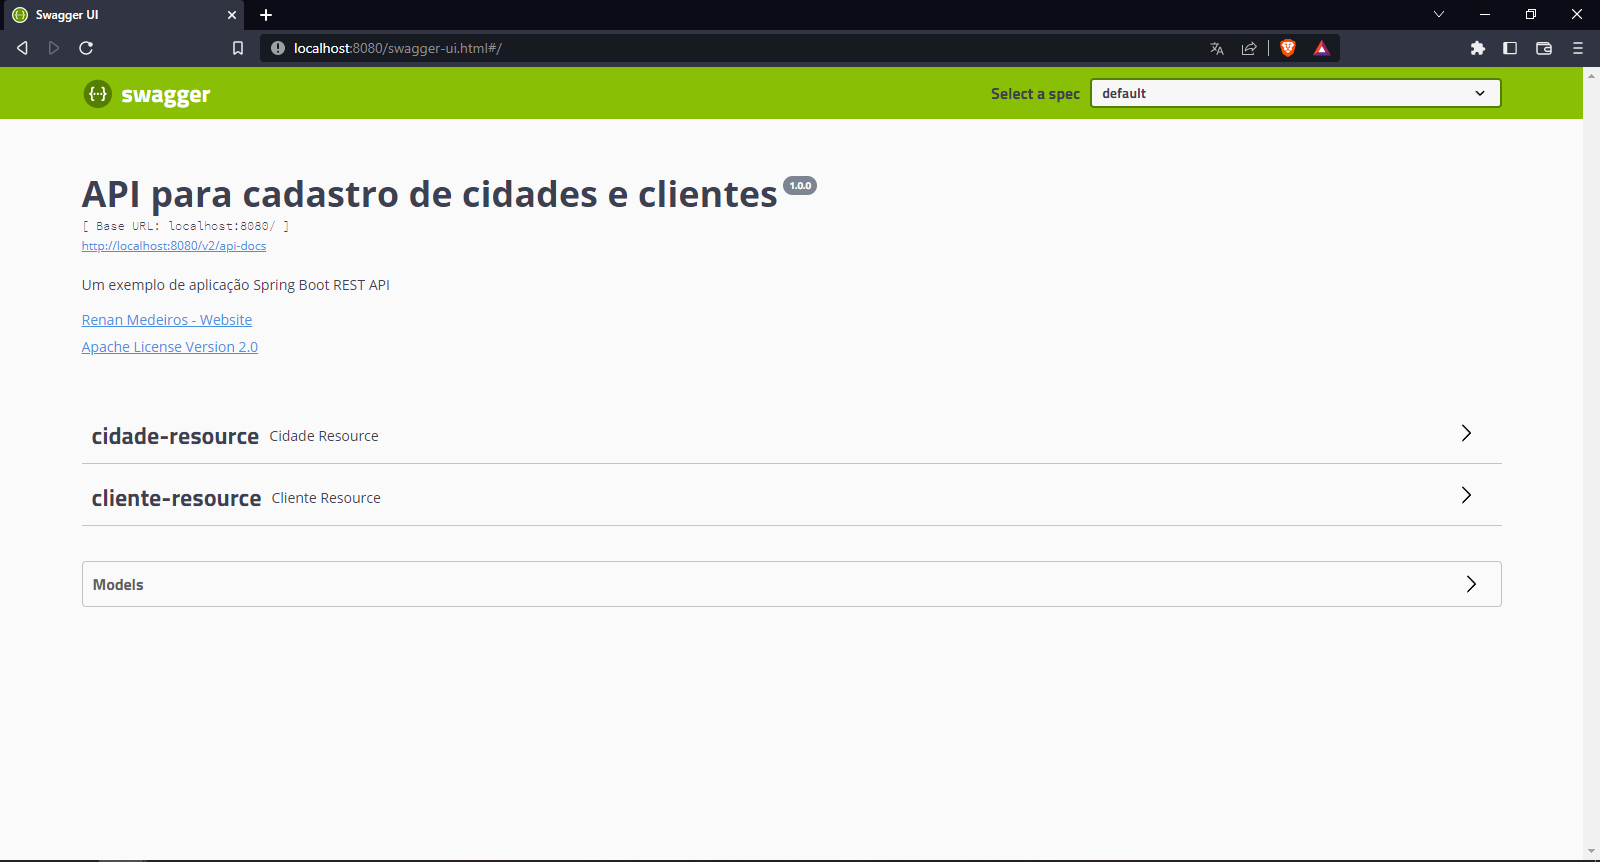 Swagger UI
localhost:8080/swagger-ui.html#/
swagger
Select a spec
default
API para cadastro de cidades e clientes 1.0.0
[ Base URL: localhost:8080/ ]
http://localhost:8080/v2/api-docs
Um exemplo de aplicação Spring Boot REST API
Renan Medeiros - Website
Apache License Version 2.0
cidade-resource Cidade Resource
cliente-resource Cliente Resource
Models